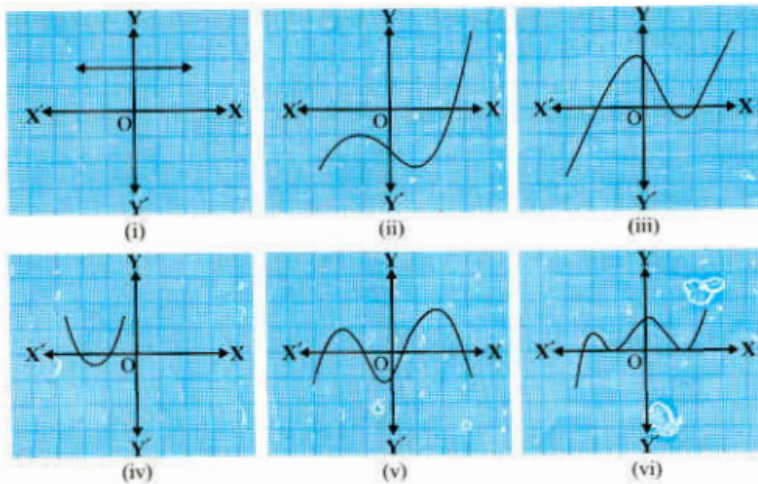 Y Y Y
X' O X X' O X X' O X
Y' Y' Y'
(i) (ii) (iii)
Y Y Y
X' O X X' O X X' O X
Y' Y' Y'
(iv) (v) (vi)